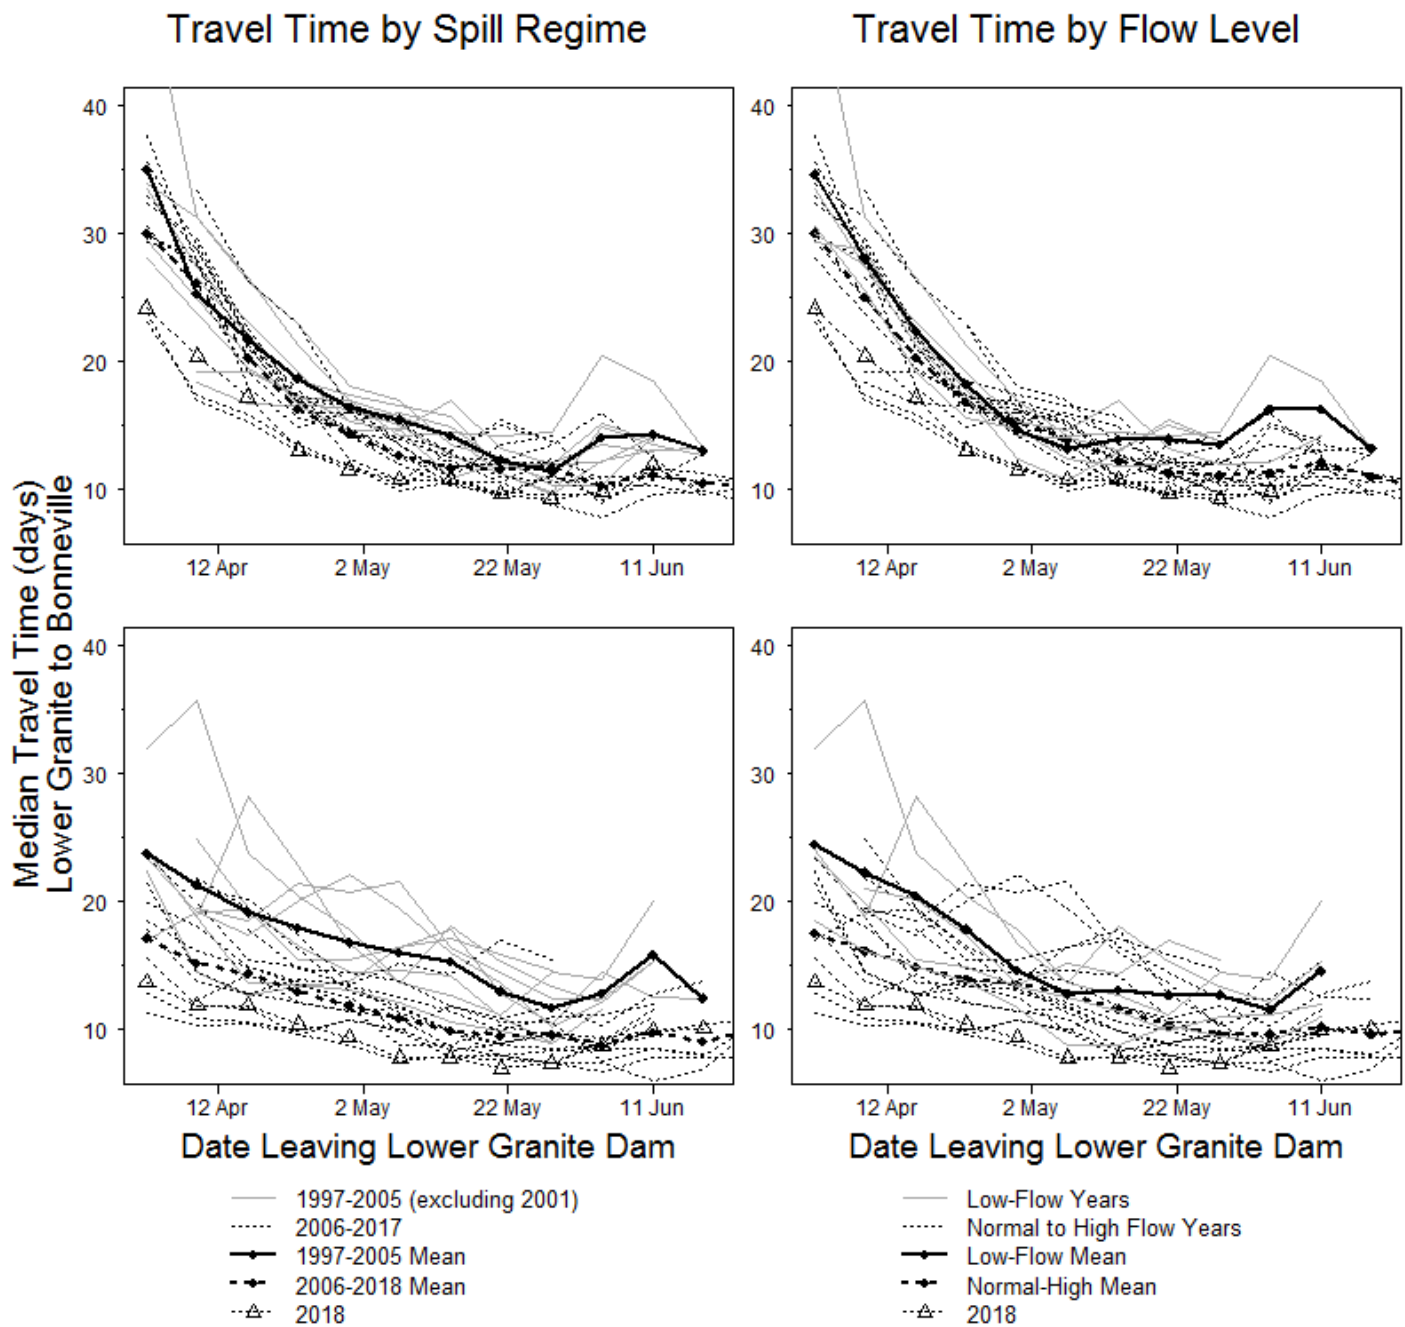 Travel Time by Spill Regime
Travel Time by Flow Level
Median Travel Time (days)
Lower Granite to Bonneville
40
30
20
10
12 Apr
2 May
22 May
11 Jun
40
30
20
10
12 Apr
2 May
22 May
11 Jun
40
30
20
10
12 Apr
2 May
22 May
11 Jun
40
30
20
10
12 Apr
2 May
22 May
11 Jun
Date Leaving Lower Granite Dam
Date Leaving Lower Granite Dam
1997-2005 (excluding 2001)
2006-2017
1997-2005 Mean
2006-2018 Mean
2018
Low-Flow Years
Normal to High Flow Years
Low-Flow Mean
Normal-High Mean
2018